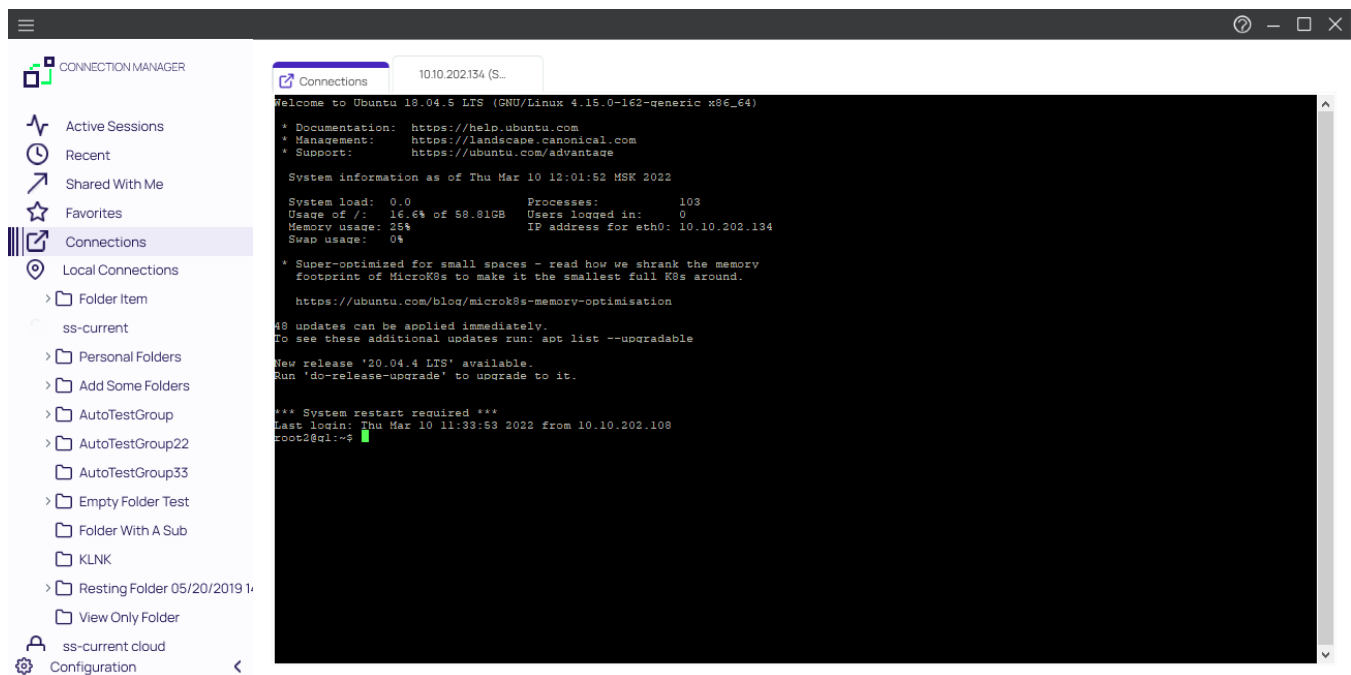 CONNECTION MANAGER
Active Sessions
Recent
Shared With Me
Favorites
Connections
Local Connections
Folder Item
ss-current
Personal Folders
Add Some Folders
AutoTestGroup
AutoTestGroup22
AutoTestGroup33
Empty Folder Test
Folder With A Sub
KLNK
Resting Folder 05/20/2019 14
View Only Folder
ss-current cloud
Configuration
Connections
10.10.202.134 (S...
Welcome to Ubuntu 18.04.5 LTS (GNU/Linux 4.15.0-162-generic x86_64)
* Documentation:  https://help.ubuntu.com
* Management:     https://landscape.canonical.com
* Support:        https://ubuntu.com/advantage
System information as of Thu Mar 10 12:01:52 MSK 2022
System load:  0.0               Processes:           103
Usage of /:   16.6% of 58.81GB  Users logged in:     0
Memory usage: 25%               IP address for eth0: 10.10.202.134
Swap usage:   0%
* Super-optimized for small spaces - read how we shrank the memory
footprint of MicroK8s to make it the smallest full K8s around.
https://ubuntu.com/blog/microk8s-memory-optimisation
48 updates can be applied immediately.
To see these additional updates run: apt list --upgradable
New release '20.04.4 LTS' available.
Run 'do-release-upgrade' to upgrade to it.
*** System restart required ***
Last login: Thu Mar 10 11:33:53 2022 from 10.10.202.108
root2@gl:~$